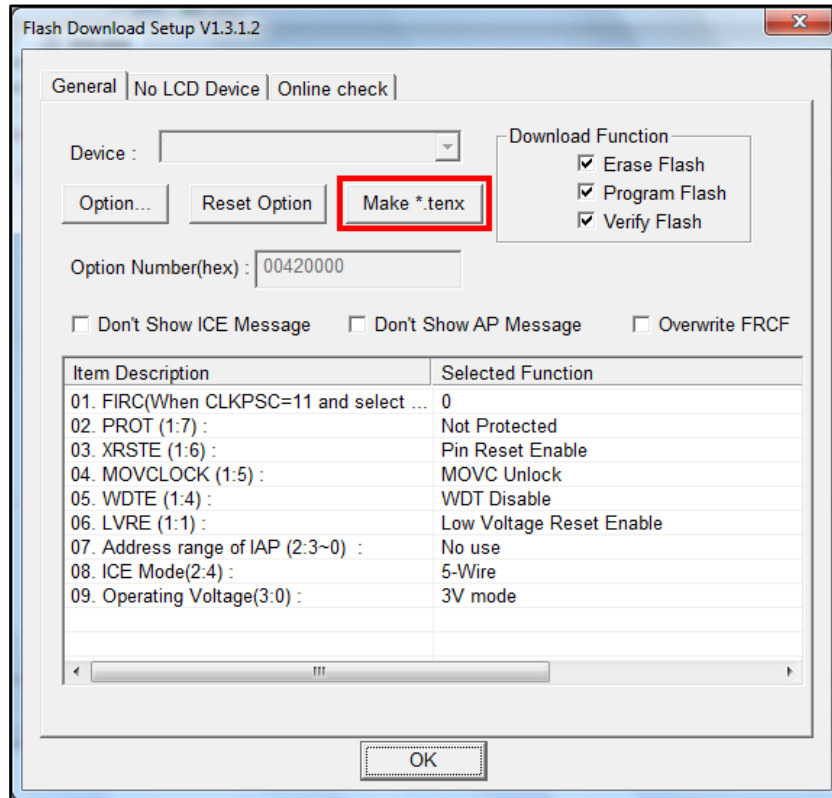 Flash Download Setup V1.3.1.2
General No LCD Device Online check
Device :
Download Function
Erase Flash
Program Flash
Verify Flash
Option... Reset Option Make *.tenx
Option Number(hex) : 00420000
Don't Show ICE Message Don't Show AP Message Overwrite FRCF
Item Description Selected Function
01. FIRC(When CLKPSC=11 and select ... 0
02. PROT (1:7) : Not Protected
03. XRSTE (1:6) : Pin Reset Enable
04. MOVCLOCK (1:5) : MOVC Unlock
05. WDTE (1:4) : WDT Disable
06. LVRE (1:1) : Low Voltage Reset Enable
07. Address range of IAP (2:3~0) : No use
08. ICE Mode(2:4) : 5-Wire
09. Operating Voltage(3:0) : 3V mode
OK